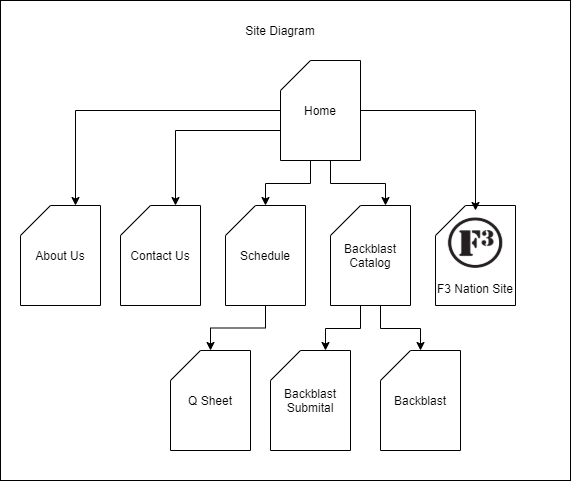 Site Diagram
Home
About Us
Contact Us
Schedule
Backblast
Catalog
F3
F3 Nation Site
Q Sheet
Backblast
Submital
Backblast